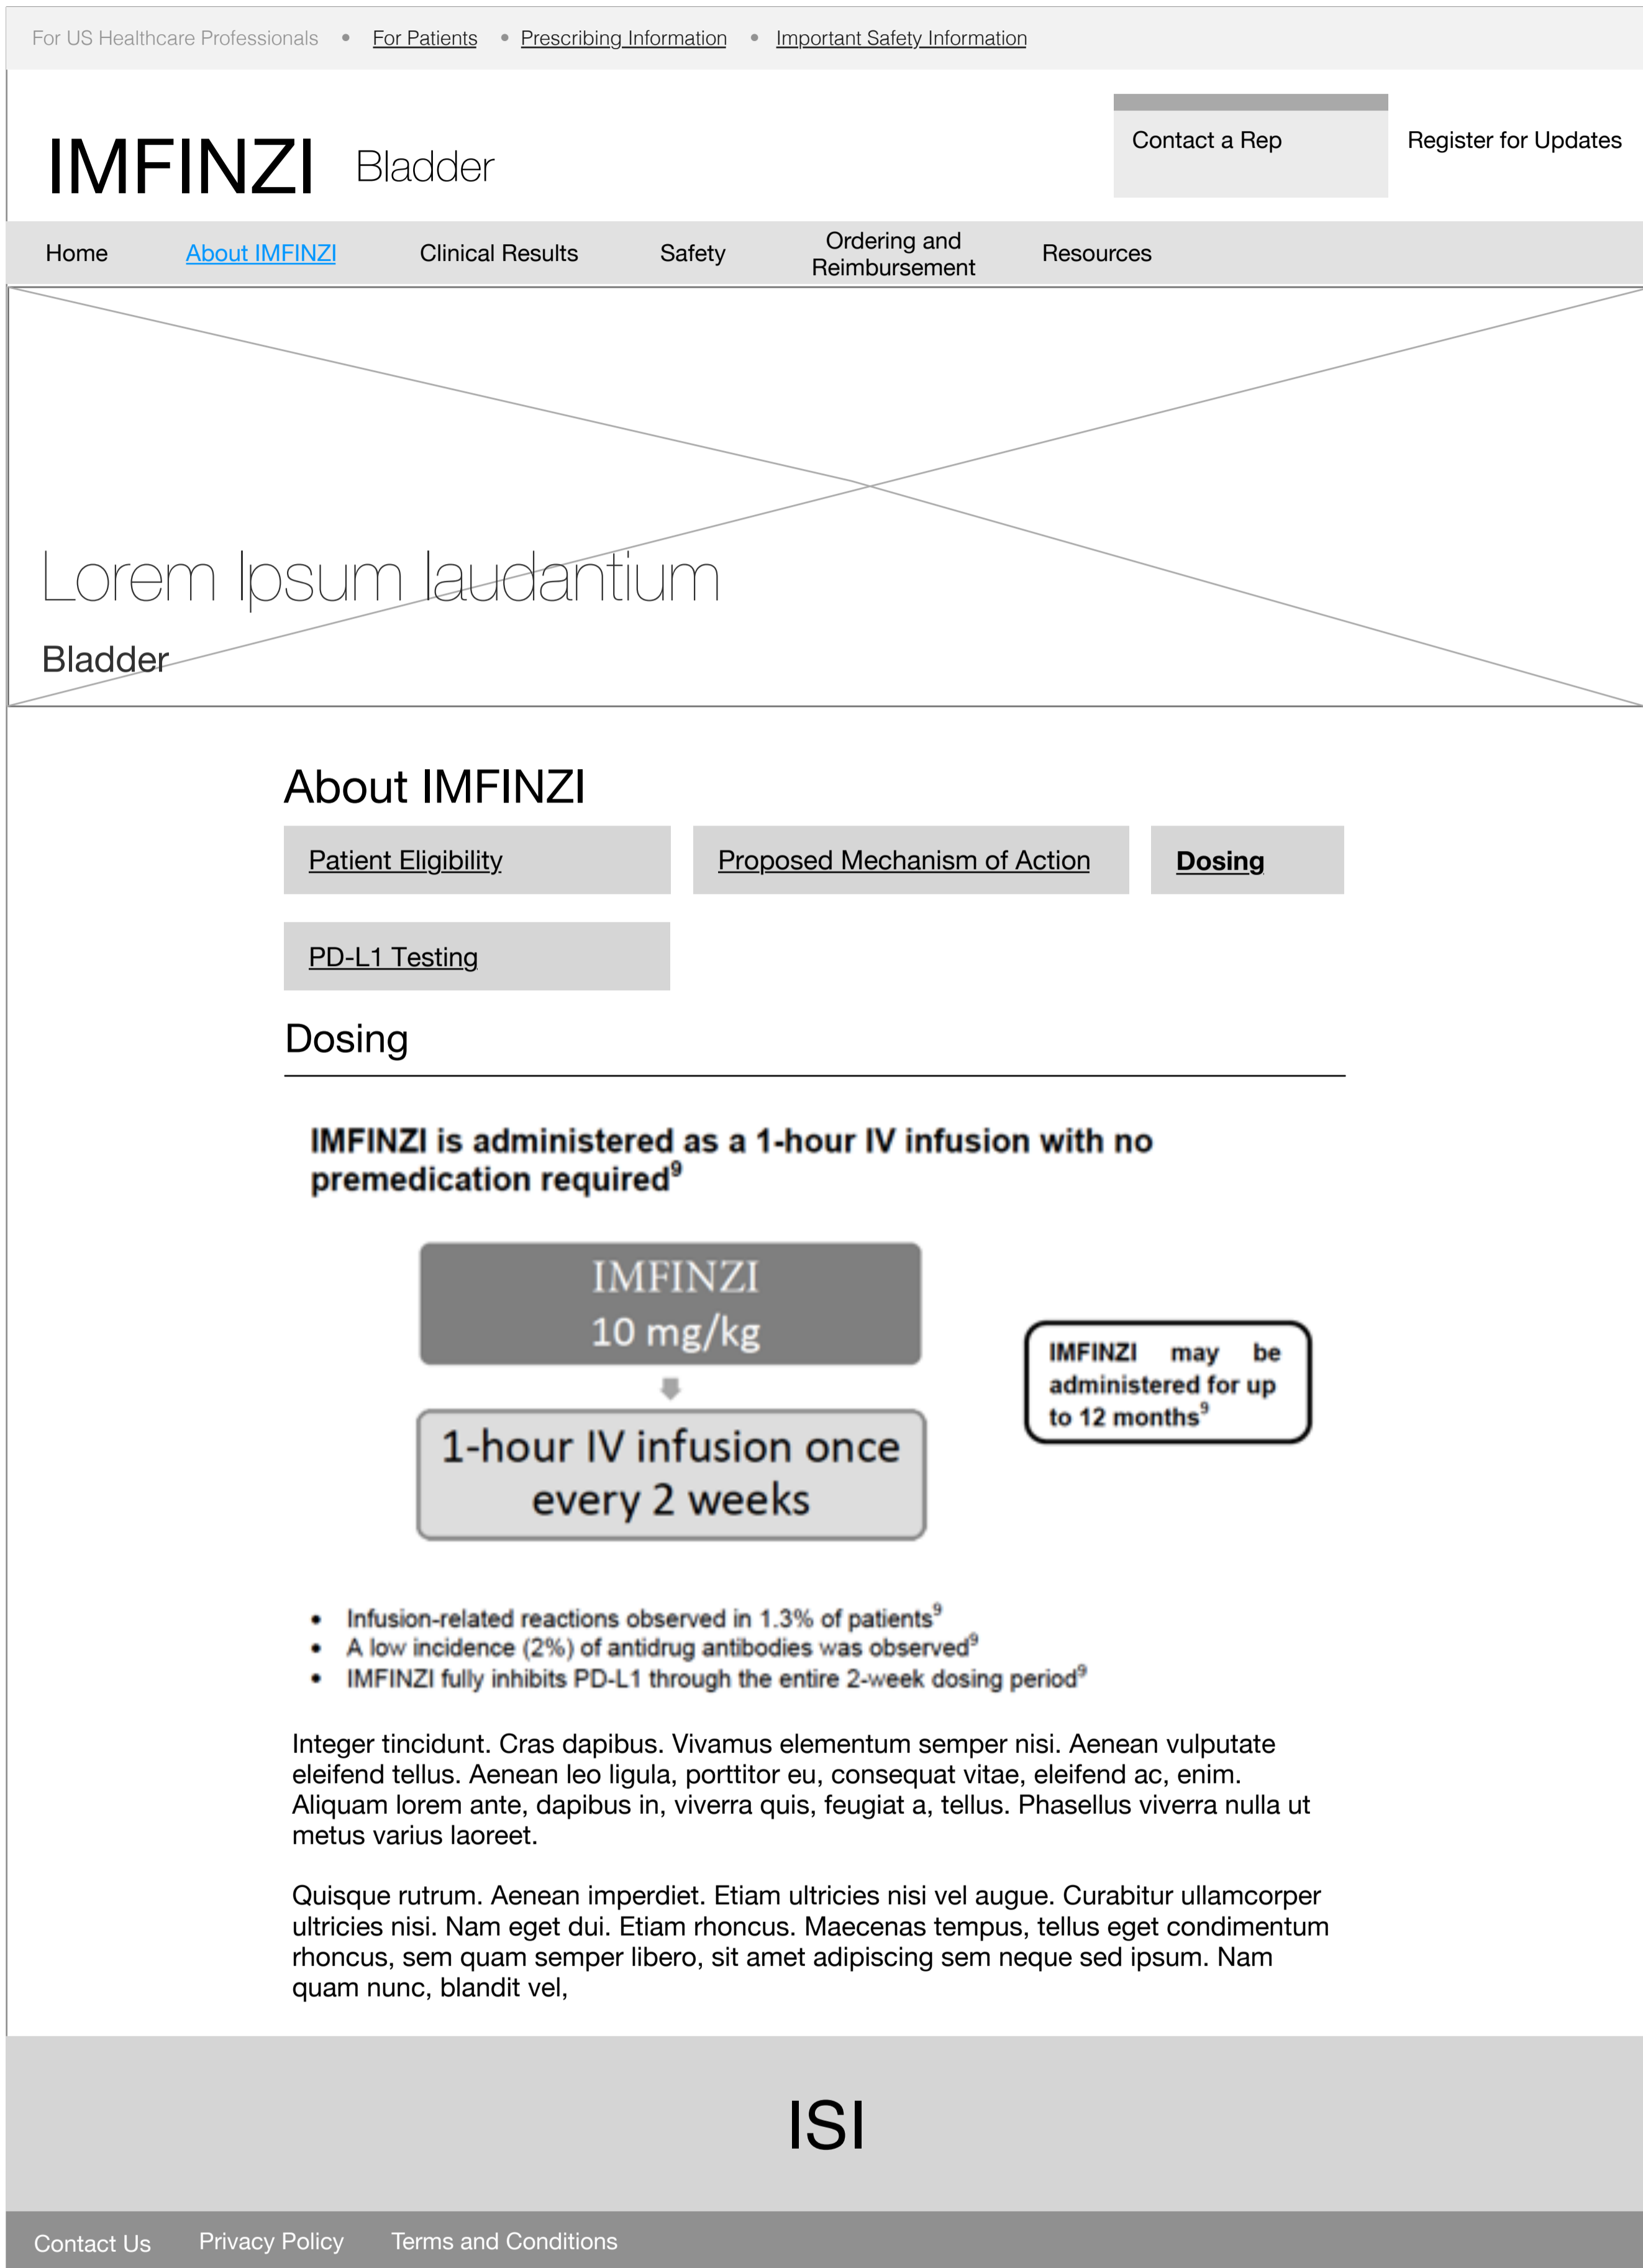 For US Healthcare Professionals • For Patients • Prescribing Information • Important Safety Information
IMFINZI Bladder
Contact a Rep
Register for Updates
Home About IMFINZI Clinical Results Safety Ordering and Reimbursement Resources
Lorem Ipsum laudantium
Bladder
About IMFINZI
Patient Eligibility Proposed Mechanism of Action Dosing
PD-L1 Testing
Dosing
IMFINZI is administered as a 1-hour IV infusion with no
premedication required⁹
IMFINZI
10 mg/kg
1-hour IV infusion once
every 2 weeks
IMFINZI may be
administered for up
to 12 months⁹
• Infusion-related reactions observed in 1.3% of patients⁹
• A low incidence (2%) of antidrug antibodies was observed⁹
• IMFINZI fully inhibits PD-L1 through the entire 2-week dosing period⁹
Integer tincidunt. Cras dapibus. Vivamus elementum semper nisi. Aenean vulputate
eleifend tellus. Aenean leo ligula, porttitor eu, consequat vitae, eleifend ac, enim.
Aliquam lorem ante, dapibus in, viverra quis, feugiat a, tellus. Phasellus viverra nulla ut
metus varius laoreet.
Quisque rutrum. Aenean imperdiet. Etiam ultricies nisi vel augue. Curabitur ullamcorper
ultricies nisi. Nam eget dui. Etiam rhoncus. Maecenas tempus, tellus eget condimentum
rhoncus, sem quam semper libero, sit amet adipiscing sem neque sed ipsum. Nam
quam nunc, blandit vel,
ISI
Contact Us Privacy Policy Terms and Conditions